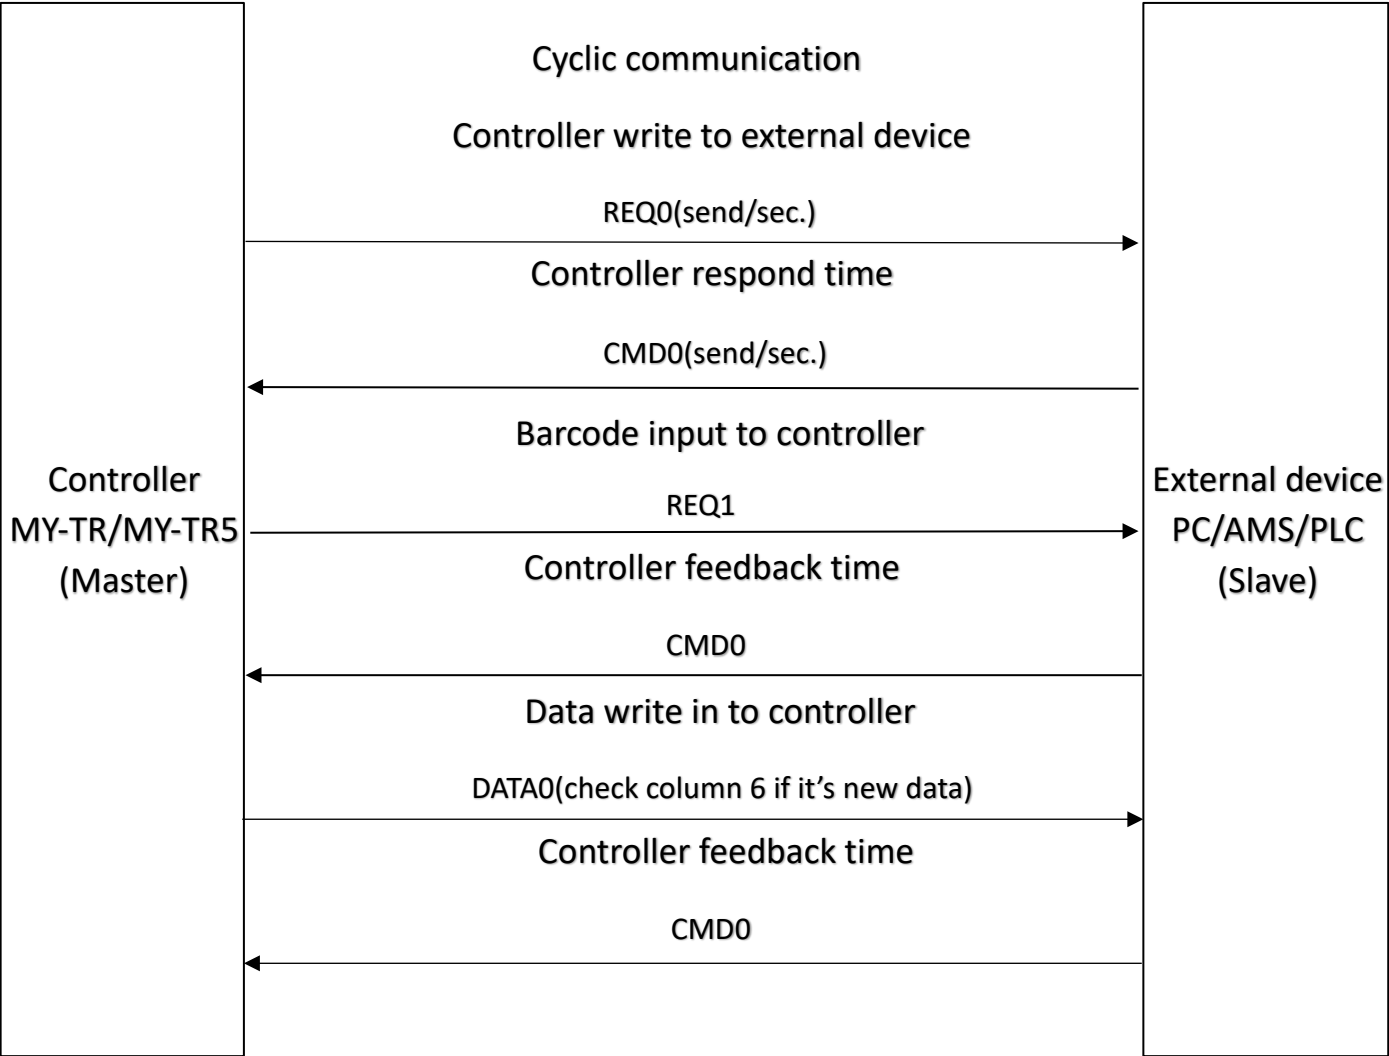 Cyclic communication
Controller write to external device
REQ0(send/sec.)
Controller respond time
CMD0(send/sec.)
Barcode input to controller
Controller
MY-TR/MY-TR5
(Master)
REQ1
External device
PC/AMS/PLC
(Slave)
Controller feedback time
CMD0
Data write in to controller
DATA0(check column 6 if it’s new data)
Controller feedback time
CMD0